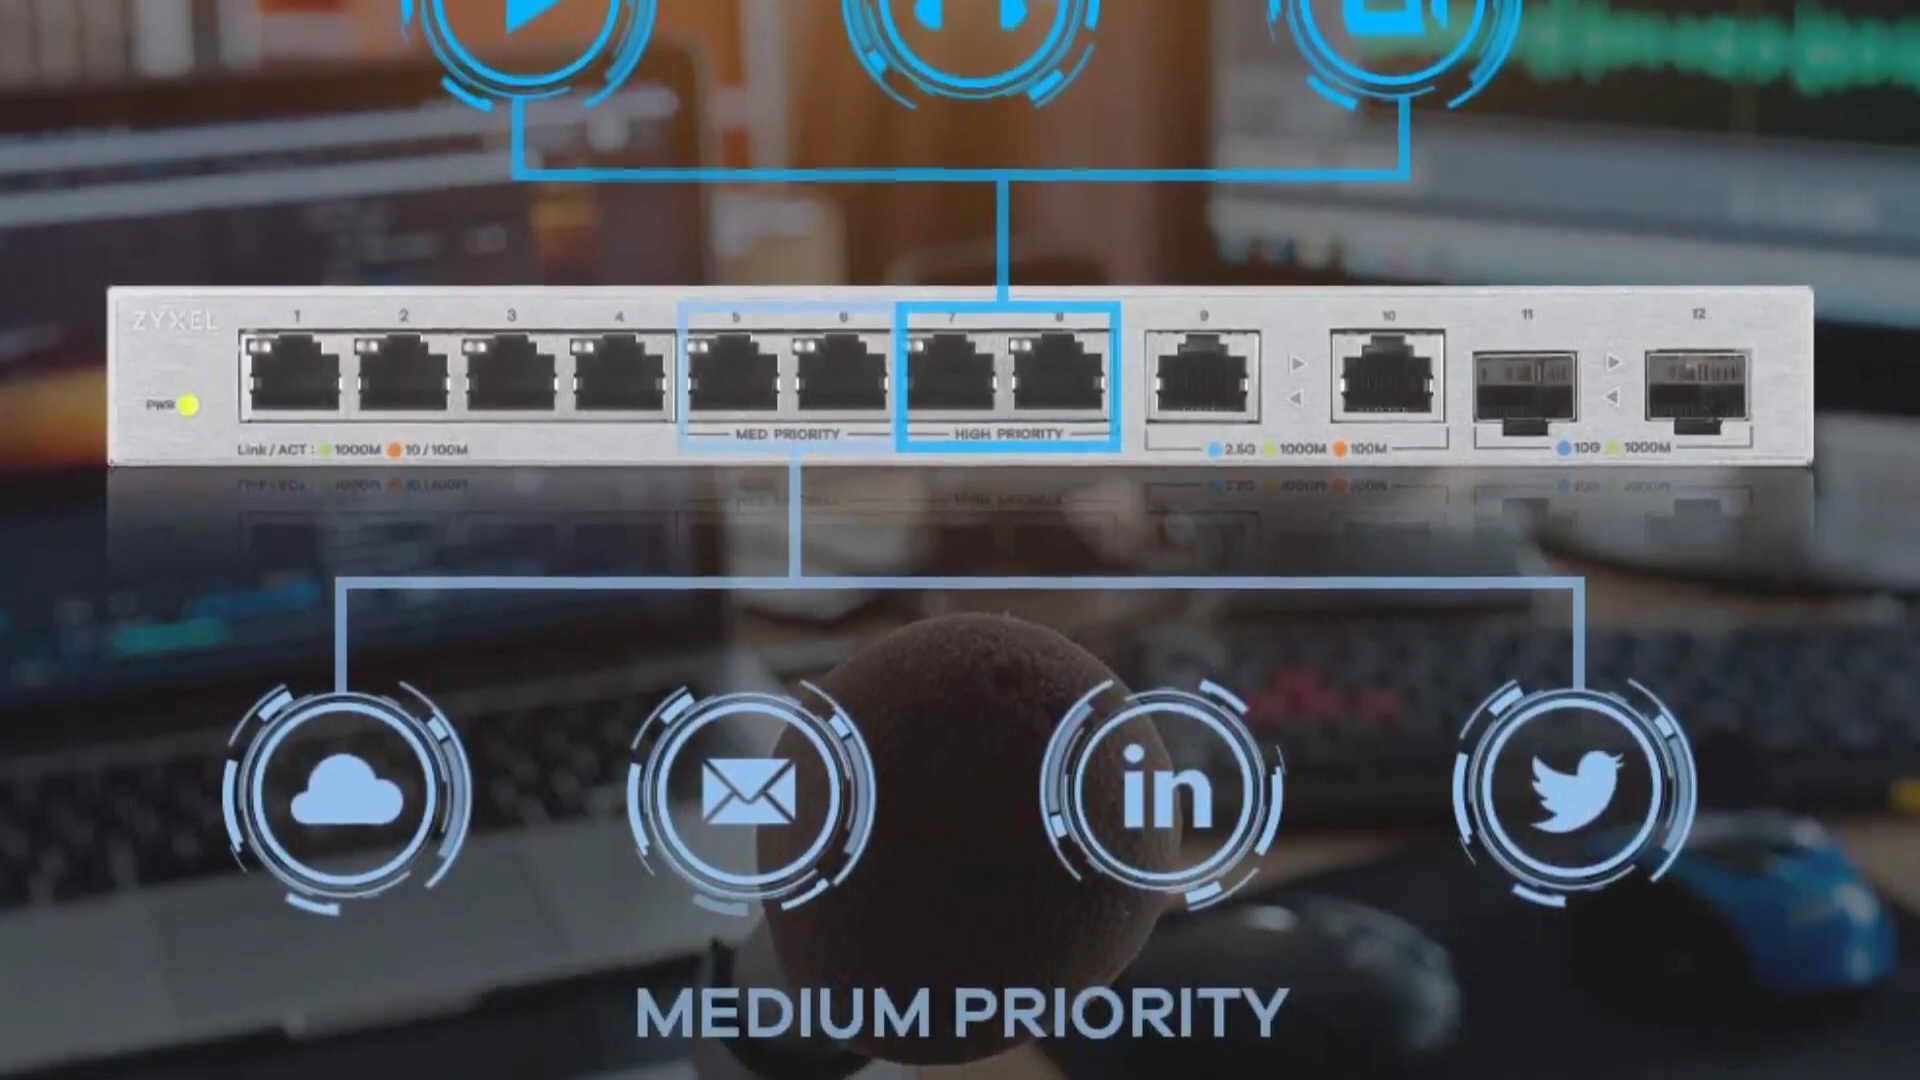 ZYXEL
1 2 3 4 5 6 7 8 9 10 11 12
PWR
MED PRIORITY HIGH PRIORITY
Link / ACT : 1000M 10 / 100M
2.5G 1000M 100M
10G 1000M
in
MEDIUM PRIORITY